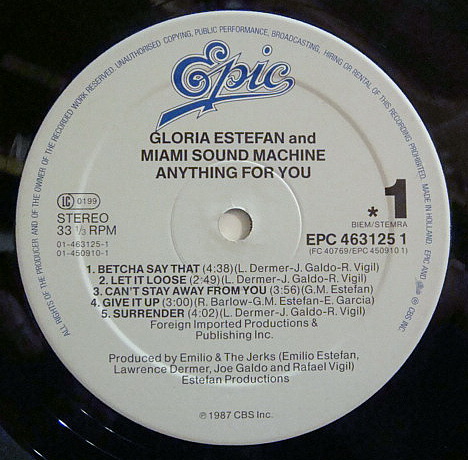 ALL RIGHTS OF THE PRODUCER AND OF THE OWNER OF THE RECORDED WORK RESERVED. UNAUTHORISED COPYING, PUBLIC PERFORMANCE, BROADCASTING, HIRING OR RENTAL OF THIS RECORDING PROHIBITED. MADE IN HOLLAND. EPIC AND ℗ © CBS INC.
Epic
GLORIA ESTEFAN and
MIAMI SOUND MACHINE
ANYTHING FOR YOU
LC 0199
STEREO
33 ⅓ RPM
01-463125-1
01-450910-1
* 1
BIEM/STEMRA
EPC 463125 1
(FC 40769/EPC 450910 1)
1. BETCHA SAY THAT (4:38)(L. Dermer-J. Galdo-R. Vigil)
2. LET IT LOOSE (2:49)(L. Dermer-J. Galdo-R. Vigil)
3. CAN'T STAY AWAY FROM YOU (3:56)(G.M. Estefan)
4. GIVE IT UP (3:00)(R. Barlow-G.M. Estefan-E. Garcia)
5. SURRENDER (4:02)(L. Dermer-J. Galdo-R. Vigil)
Foreign Imported Productions &
Publishing Inc.
Produced by Emilio & The Jerks (Emilio Estefan,
Lawrence Dermer, Joe Galdo and Rafael Vigil)
Estefan Productions
℗ 1987 CBS Inc.